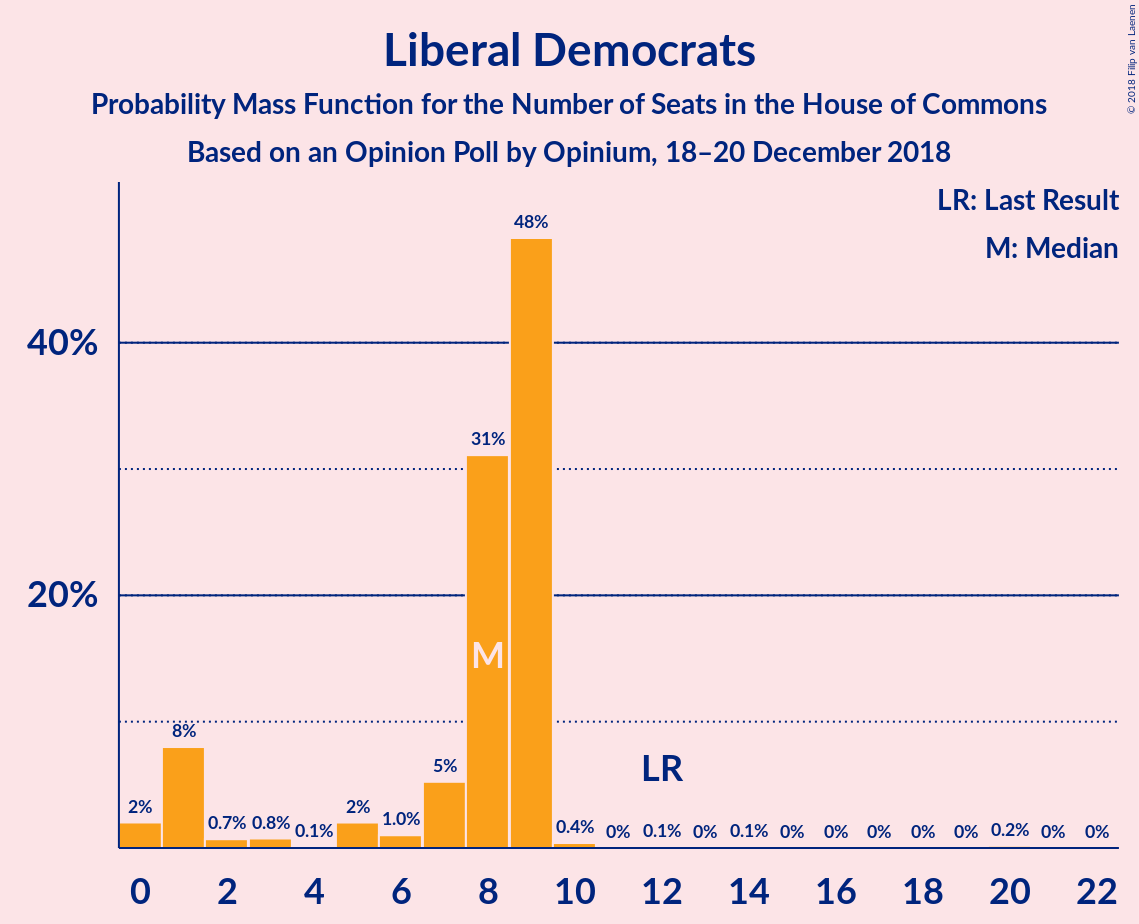 Liberal Democrats
Probability Mass Function for the Number of Seats in the House of Commons
Based on an Opinion Poll by Opinium, 18–20 December 2018
© 2018 Filip van Laenen
LR: Last Result
M: Median
48%
40%
31%
20%
M
8%
LR
5%
2%
0.7%
0.8%
0.1%
2%
1.0%
0.4%
0%
0.1%
0%
0.1%
0%
0%
0%
0%
0%
0.2%
0%
0%
0 2 4 6 8 10 12 14 16 18 20 22